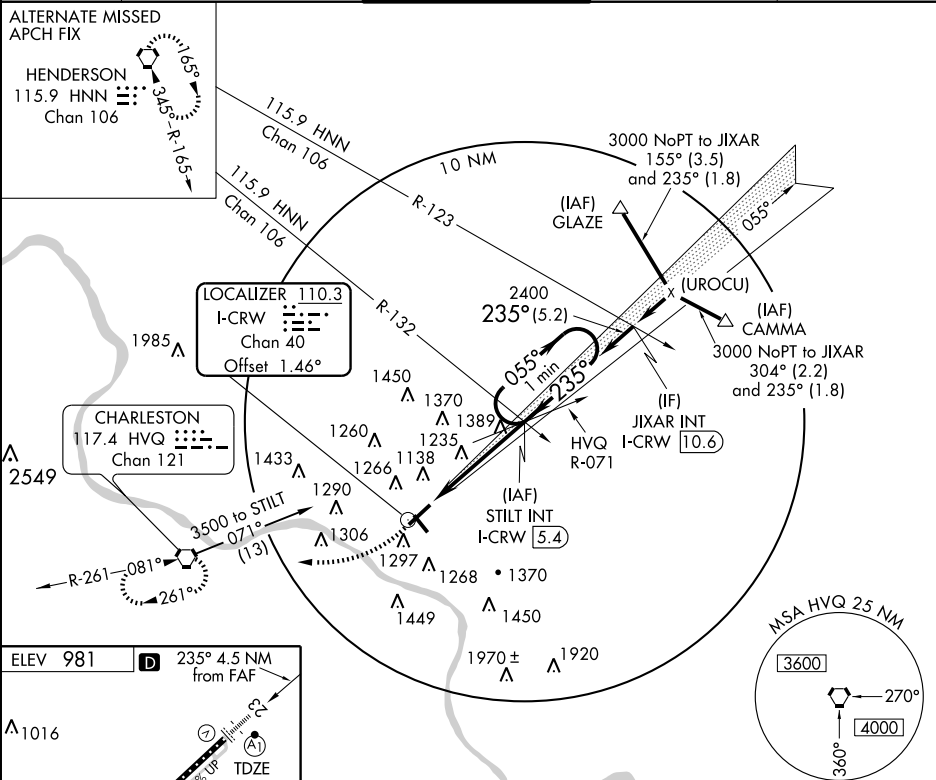 ALTERNATE MISSED
APCH FIX
HENDERSON
115.9 HNN
Chan 106
165°
345°
R-165
115.9 HNN
Chan 106
R-123
115.9 HNN
Chan 106
R-132
10 NM
3000 NoPT to JIXAR
155° (3.5)
and 235° (1.8)
(IAF)
GLAZE
055°
(UROCU)
(IAF)
CAMMA
3000 NoPT to JIXAR
304° (2.2)
and 235° (1.8)
2400
235° (5.2)
LOCALIZER 110.3
I-CRW
Chan 40
Offset 1.46°
055°
1 min
235°
(IF)
JIXAR INT
I-CRW 10.6
HVQ
R-071
(IAF)
STILT INT
I-CRW 5.4
1985
1450
1370
1389
1260
1235
1138
1266
1433
1290
1306
1297
1268
1370
1449
1450
1970 ±
1920
2549
CHARLESTON
117.4 HVQ
Chan 121
3500 to STILT
071°
(13)
R-261
081°
261°
MSA HVQ 25 NM
3600
270°
4000
360°
ELEV 981
D
235° 4.5 NM
from FAF
23
1016
V
A1
TDZE
% UP